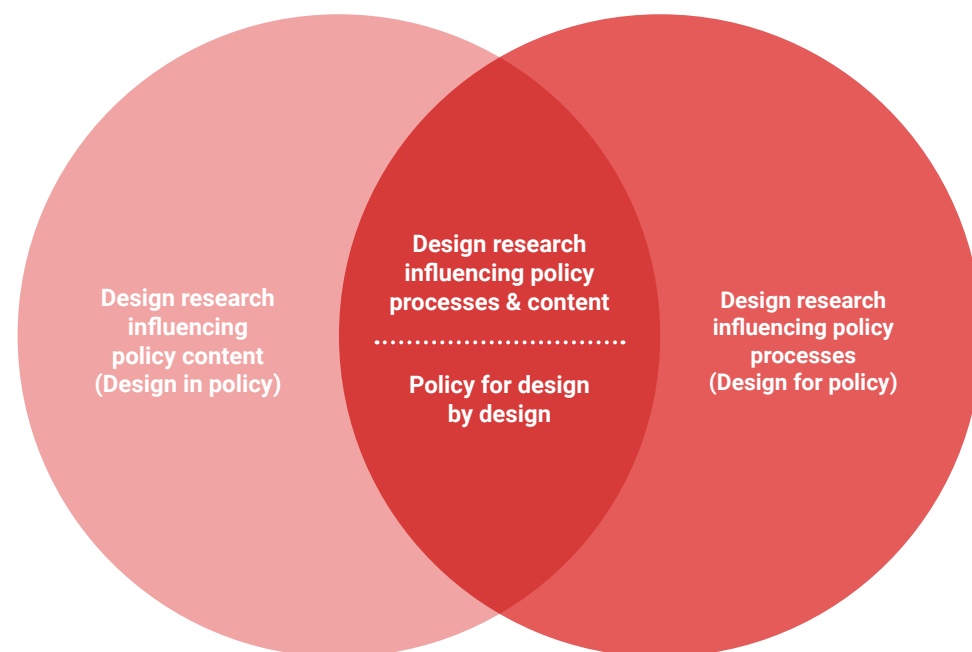 Design research
influencing
policy content
(Design in policy)
Design research
influencing policy
processes & content
Policy for design
by design
Design research
influencing policy
processes
(Design for policy)